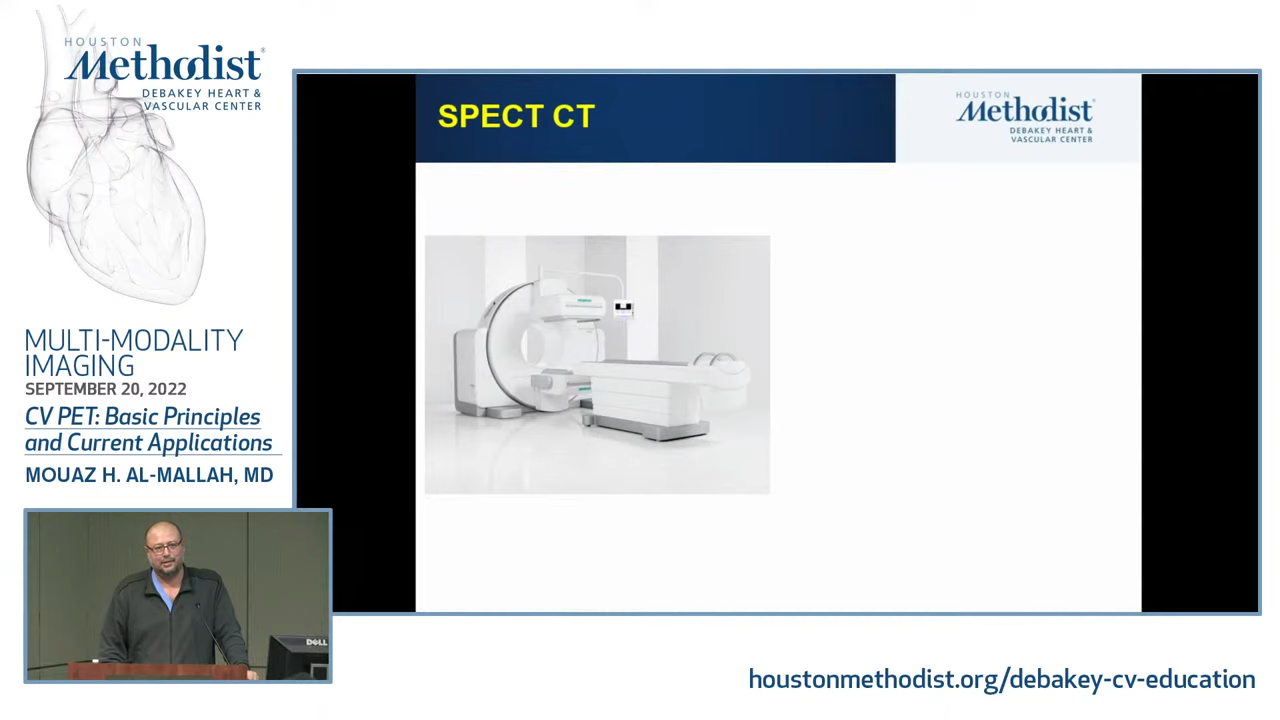 HOUSTON
Methodist®
DEBAKEY HEART &
VASCULAR CENTER
MULTI-MODALITY
IMAGING
SEPTEMBER 20, 2022
CV PET: Basic Principles
and Current Applications
MOUAZ H. AL-MALLAH, MD
SPECT CT
HOUSTON
Methodist®
DEBAKEY HEART &
VASCULAR CENTER
DELL
houstonmethodist.org/debakey-cv-education